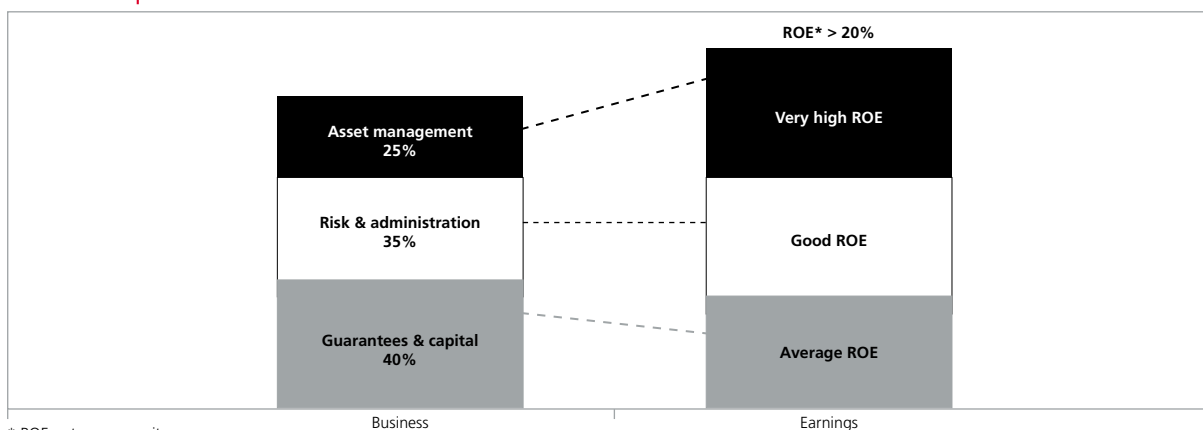 ROE* > 20%
Asset management
25%
Very high ROE
Risk & administration
35%
Good ROE
Guarantees & capital
40%
Average ROE
Business
Earnings
* ROE